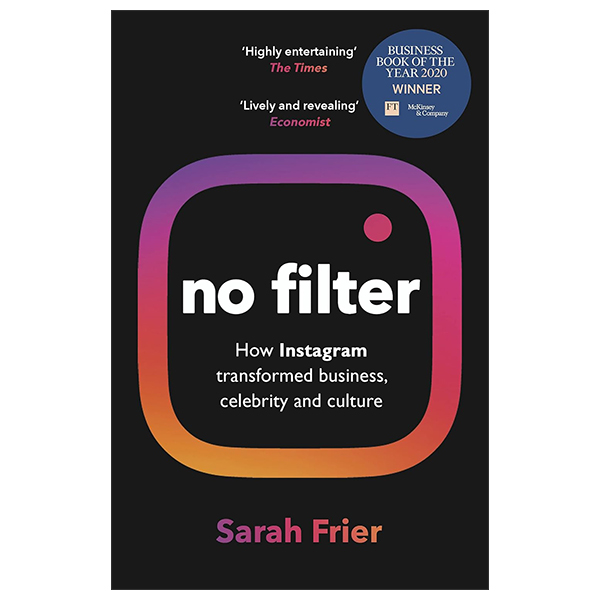 ‘Highly entertaining‘
The Times
‘Lively and revealing‘
Economist
BUSINESS
BOOK OF THE
YEAR 2020
WINNER
FT
McKinsey
& Company
no filter
How Instagram
transformed business,
celebrity and culture
Sarah Frier